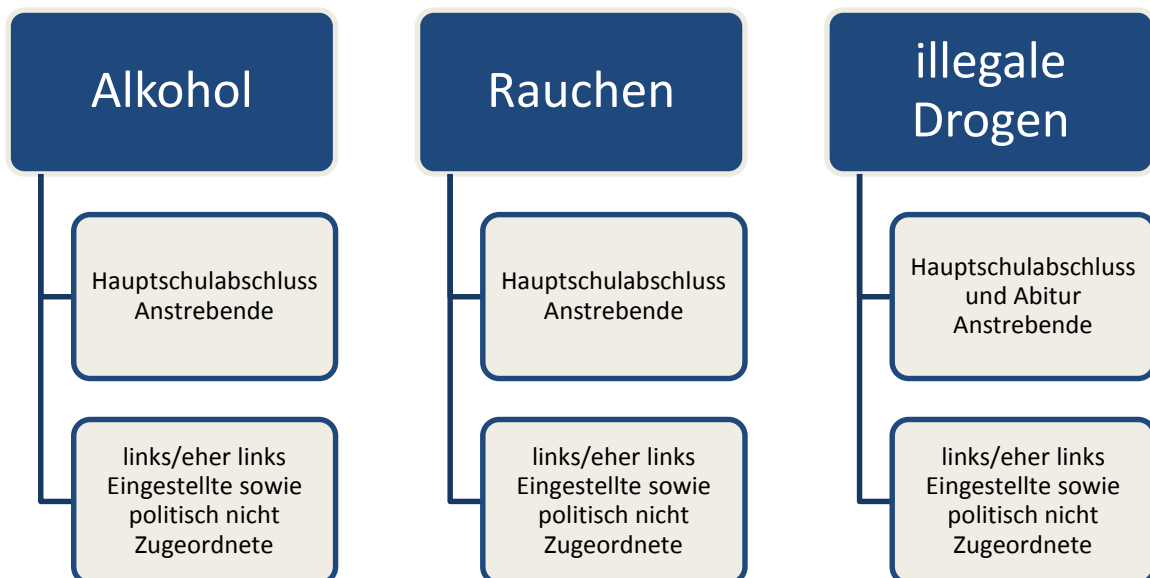 Alkohol
Hauptschulabschluss
Anstrebende
links/eher links
Eingestellte sowie
politisch nicht
Zugeordnete
Rauchen
Hauptschulabschluss
Anstrebende
links/eher links
Eingestellte sowie
politisch nicht
Zugeordnete
illegale
Drogen
Hauptschulabschluss
und Abitur
Anstrebende
links/eher links
Eingestellte sowie
politisch nicht
Zugeordnete